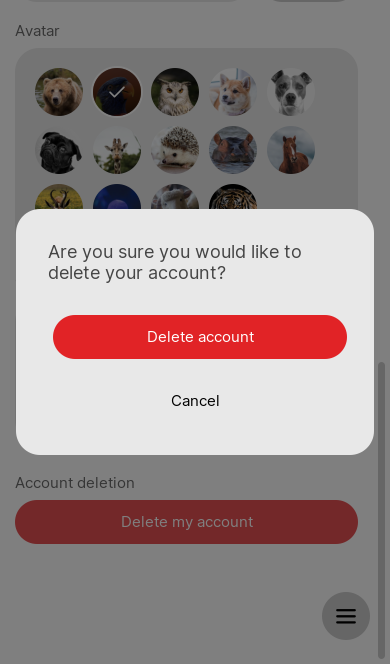 Avatar
Are you sure you would like to
delete your account?
Delete account
Cancel
Account deletion
Delete my account